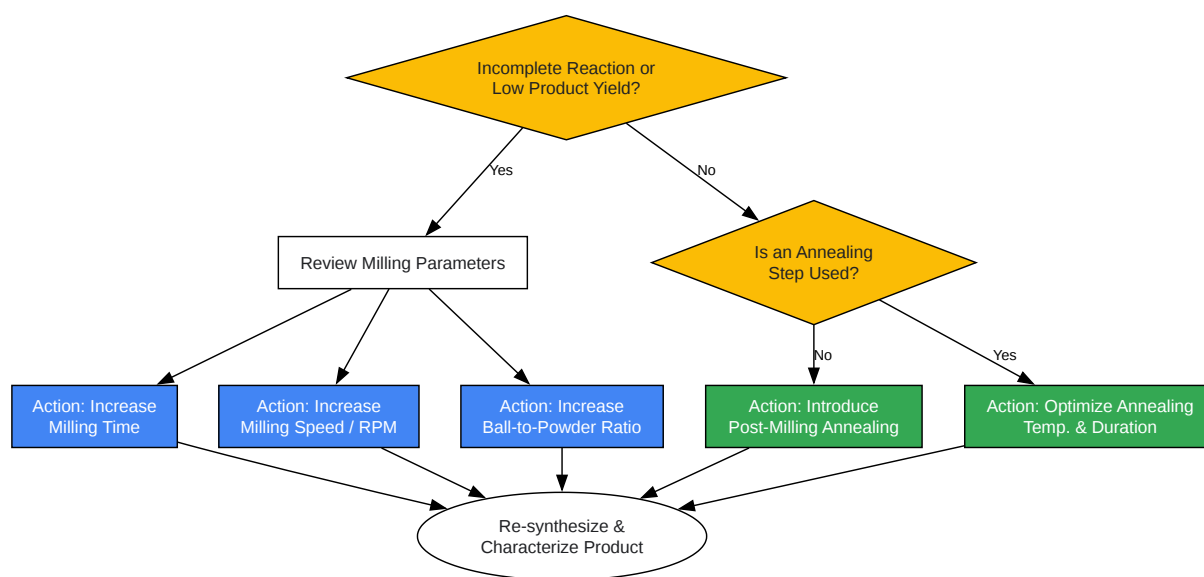 Incomplete Reaction or
Low Product Yield?
Yes
No
Review Milling Parameters
Is an Annealing
Step Used?
No
Yes
Action: Increase
Milling Time
Action: Increase
Milling Speed / RPM
Action: Increase
Ball-to-Powder Ratio
Action: Introduce
Post-Milling Annealing
Action: Optimize Annealing
Temp. & Duration
Re-synthesize &
Characterize Product